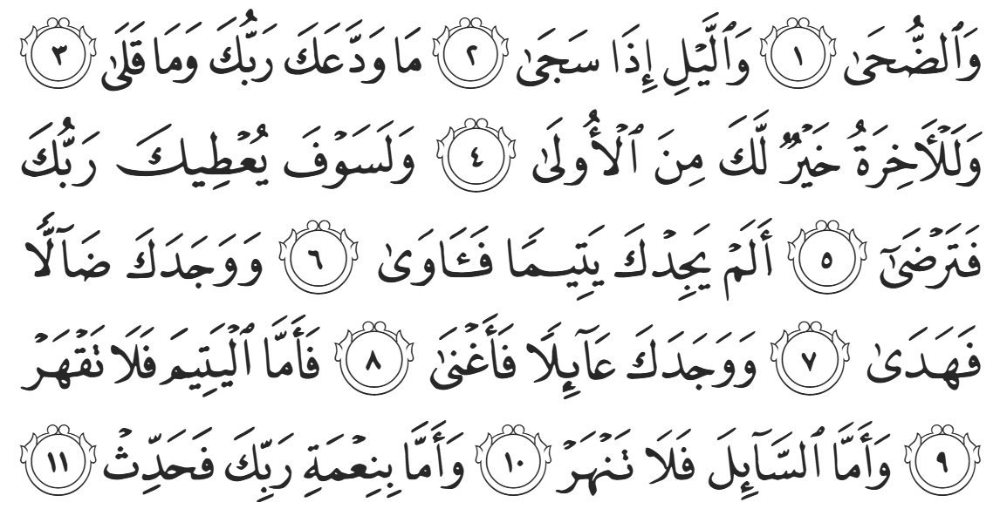 وَٱلضُّحَىٰ ١ وَٱلَّيْلِ إِذَا سَجَىٰ ٢ مَا وَدَّعَكَ رَبُّكَ وَمَا قَلَىٰ ٣
وَلَلْـَٔاخِرَةُ خَيْرٌ لَّكَ مِنَ ٱلْأُولَىٰ ٤ وَلَسَوْفَ يُعْطِيكَ رَبُّكَ
فَتَرْضَىٰٓ ٥ أَلَمْ يَجِدْكَ يَتِيمًا فَـَٔاوَىٰ ٦ وَوَجَدَكَ ضَآلًّا
فَهَدَىٰ ٧ وَوَجَدَكَ عَآئِلًا فَأَغْنَىٰ ٨ فَأَمَّا ٱلْيَتِيمَ فَلَا تَقْهَرْ
٩ وَأَمَّا ٱلسَّآئِلَ فَلَا تَنْهَرْ ١٠ وَأَمَّا بِنِعْمَةِ رَبِّكَ فَحَدِّثْ ١١